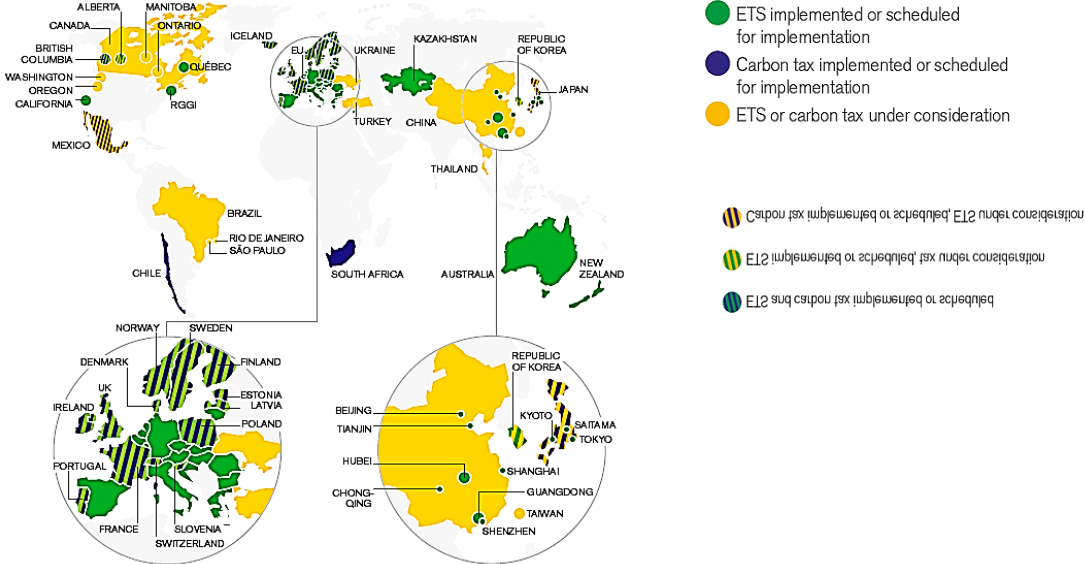 ALBERTA
MANITOBA
CANADA
ONTARIO
BRITISH
COLUMBIA
QUÉBEC
WASHINGTON
OREGON
CALIFORNIA
RGGI
MEXICO
ICELAND
EU
UKRAINE
KAZAKHSTAN
REPUBLIC
OF KOREA
JAPAN
TURKEY
CHINA
THAILAND
BRAZIL
RIO DE JANEIRO
SÃO PAULO
CHILE
SOUTH AFRICA
AUSTRALIA
NEW
ZEALAND
NORWAY
SWEDEN
DENMARK
FINLAND
UK
ESTONIA
IRELAND
LATVIA
POLAND
PORTUGAL
FRANCE
SLOVENIA
SWITZERLAND
REPUBLIC
OF KOREA
BEIJING
KYOTO
TIANJIN
SAITAMA
TOKYO
HUBEI
SHANGHAI
CHONG-
QING
GUANGDONG
TAIWAN
SHENZHEN
ETS implemented or scheduled
for implementation
Carbon tax implemented or scheduled
for implementation
ETS or carbon tax under consideration
Carbon tax implemented or scheduled, ETS under consideration
ETS implemented or scheduled, tax under consideration
ETS and carbon tax implemented or scheduled